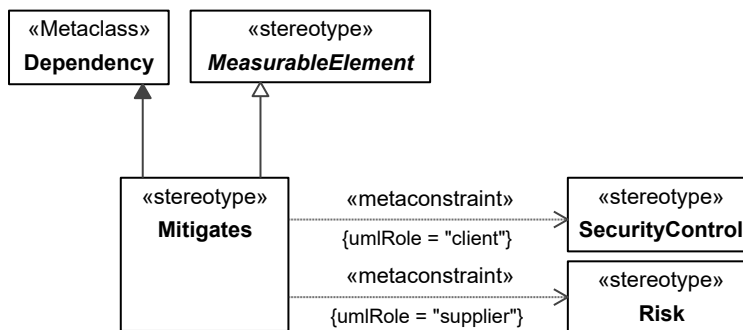 «Metaclass»
Dependency
«stereotype»
MeasurableElement
«stereotype»
Mitigates
«metaconstraint»
{umlRole = "client"}
«stereotype»
SecurityControl
«metaconstraint»
{umlRole = "supplier"}
«stereotype»
Risk